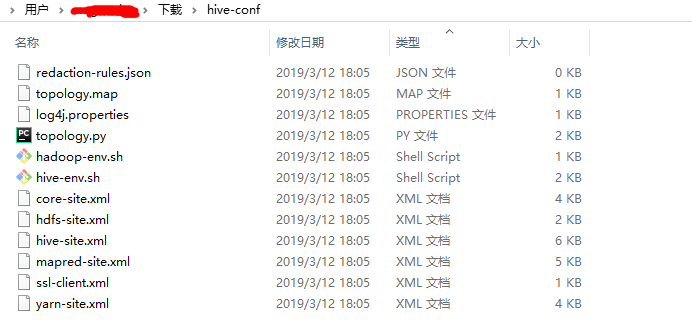 用户 > > 下载 > hive-conf
名称 修改日期 类型 大小
redaction-rules.json 2019/3/12 18:05 JSON 文件 0 KB
topology.map 2019/3/12 18:05 MAP 文件 1 KB
log4j.properties 2019/3/12 18:05 PROPERTIES 文件 1 KB
topology.py 2019/3/12 18:05 PY 文件 2 KB
hadoop-env.sh 2019/3/12 18:05 Shell Script 1 KB
hive-env.sh 2019/3/12 18:05 Shell Script 2 KB
core-site.xml 2019/3/12 18:05 XML 文档 4 KB
hdfs-site.xml 2019/3/12 18:05 XML 文档 2 KB
hive-site.xml 2019/3/12 18:05 XML 文档 6 KB
mapred-site.xml 2019/3/12 18:05 XML 文档 5 KB
ssl-client.xml 2019/3/12 18:05 XML 文档 1 KB
yarn-site.xml 2019/3/12 18:05 XML 文档 4 KB